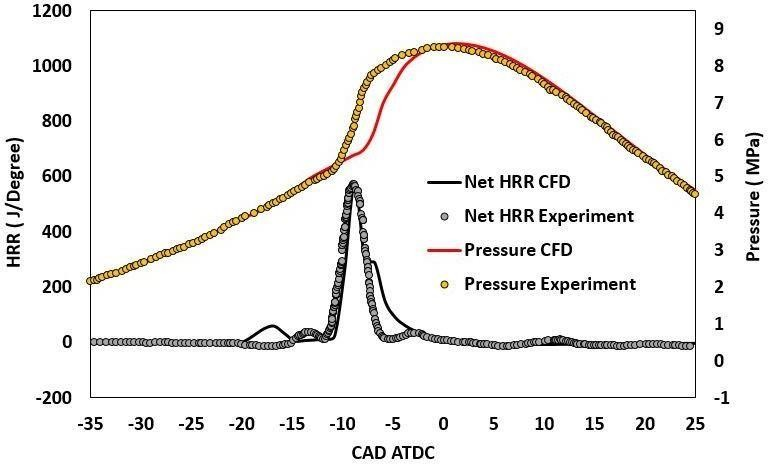 1200
1000
800
600
400
200
0
-200
HRR ( J/Degree)
9
8
7
6
5
4
3
2
1
0
-1
Pressure ( MPa)
Net HRR CFD
Net HRR Experiment
Pressure CFD
Pressure Experiment
-35 -30 -25 -20 -15 -10 -5 0 5 10 15 20 25
CAD ATDC